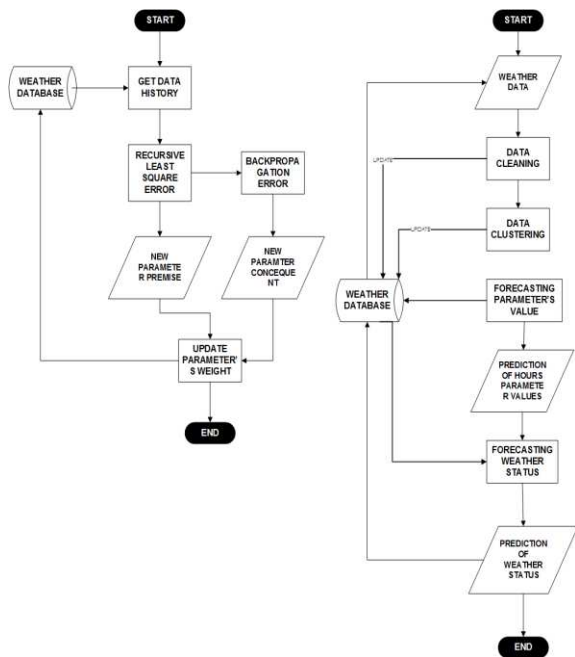 START
WEATHER
DATABASE
GET DATA
HISTORY
RECURSIVE
LEAST
SQUARE
ERROR
BACKPROPA
GATION
ERROR
NEW
PARAMETE
R PREMISE
NEW
PARAMTER
CONCEQUE
NT
UPDATE
PARAMETER'
S WEIGHT
END
START
WEATHER
DATA
DATA
CLEANING
UPDATE
DATA
CLUSTERING
UPDATE
WEATHER
DATABASE
FORECASTING
PARAMETER'S
VALUE
PREDICTION
OF HOURS
PARAMETE
R VALUES
FORECASTING
WEATHER
STATUS
PREDICTION
OF
WEATHER
STATUS
END